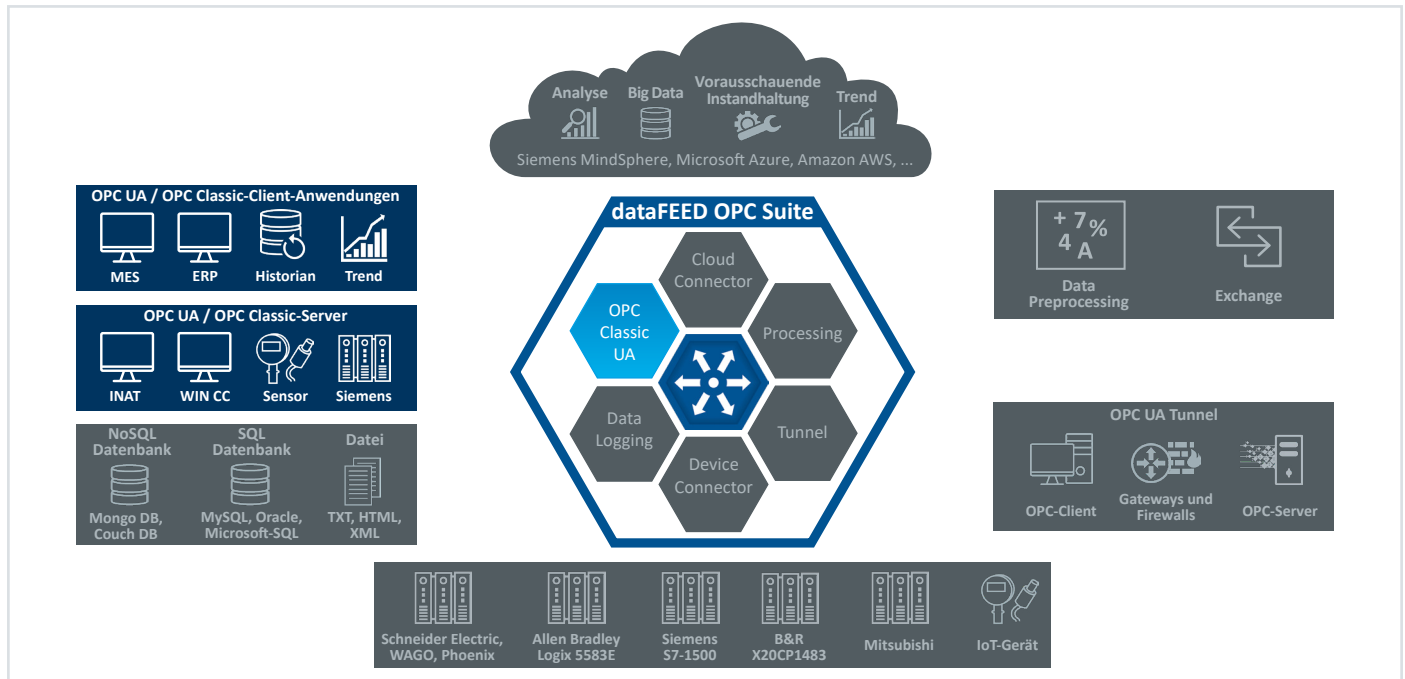 Analyse
Big Data
Vorausschauende
Instandhaltung
Trend
Siemens MindSphere, Microsoft Azure, Amazon AWS, ...
OPC UA / OPC Classic-Client-Anwendungen
MES
ERP
Historian
Trend
OPC UA / OPC Classic-Server
INAT
WIN CC
Sensor
Siemens
NoSQL
Datenbank
SQL
Datenbank
Datei
Mongo DB,
Couch DB
MySQL, Oracle,
Microsoft-SQL
TXT, HTML,
XML
dataFEED OPC Suite
Cloud
Connector
OPC
Classic
UA
Processing
Data
Logging
Tunnel
Device
Connector
+ 7 %
4 A
Data
Preprocessing
Exchange
OPC UA Tunnel
OPC-Client
Gateways und
Firewalls
OPC-Server
Schneider Electric,
WAGO, Phoenix
Allen Bradley
Logix 5583E
Siemens
S7-1500
B&R
X20CP1483
Mitsubishi
IoT-Gerät